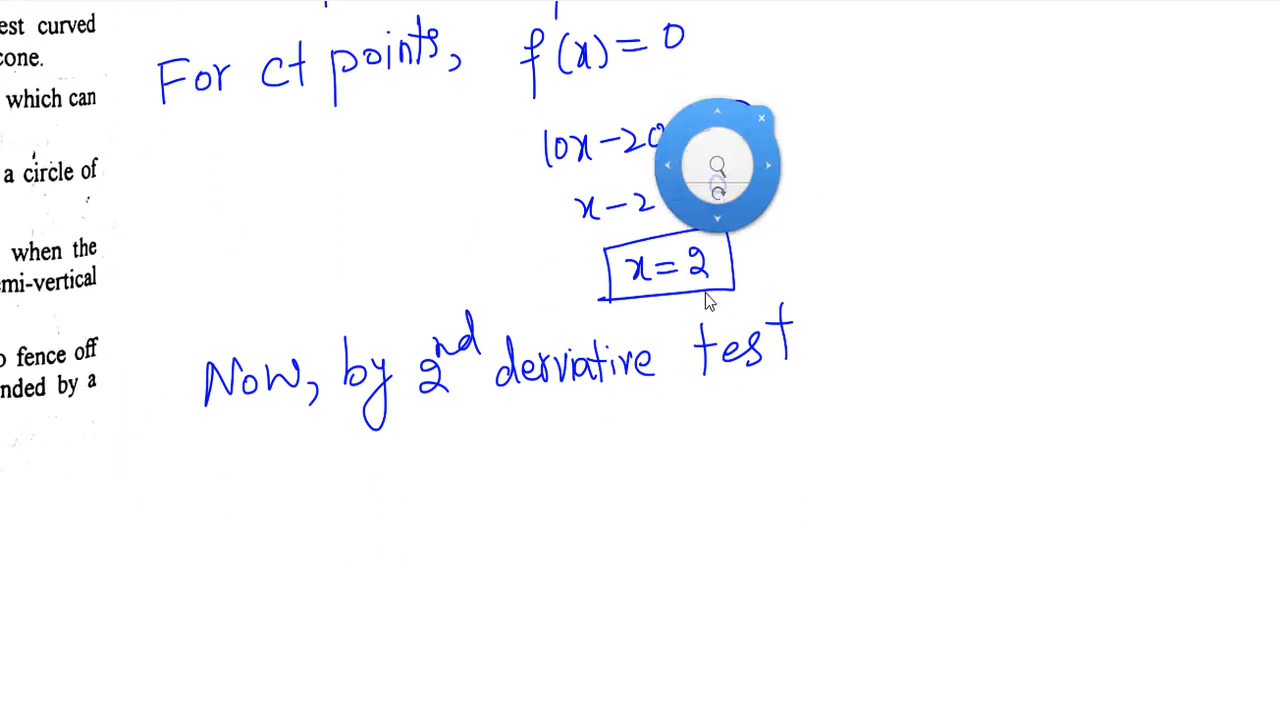 est curved
cone.
which can
a circle of
when the
mi-vertical
fence off
nded by a
For ct points, f'(x) = 0
10x - 20
x - 2
x = 2
Now, by 2nd derviative test